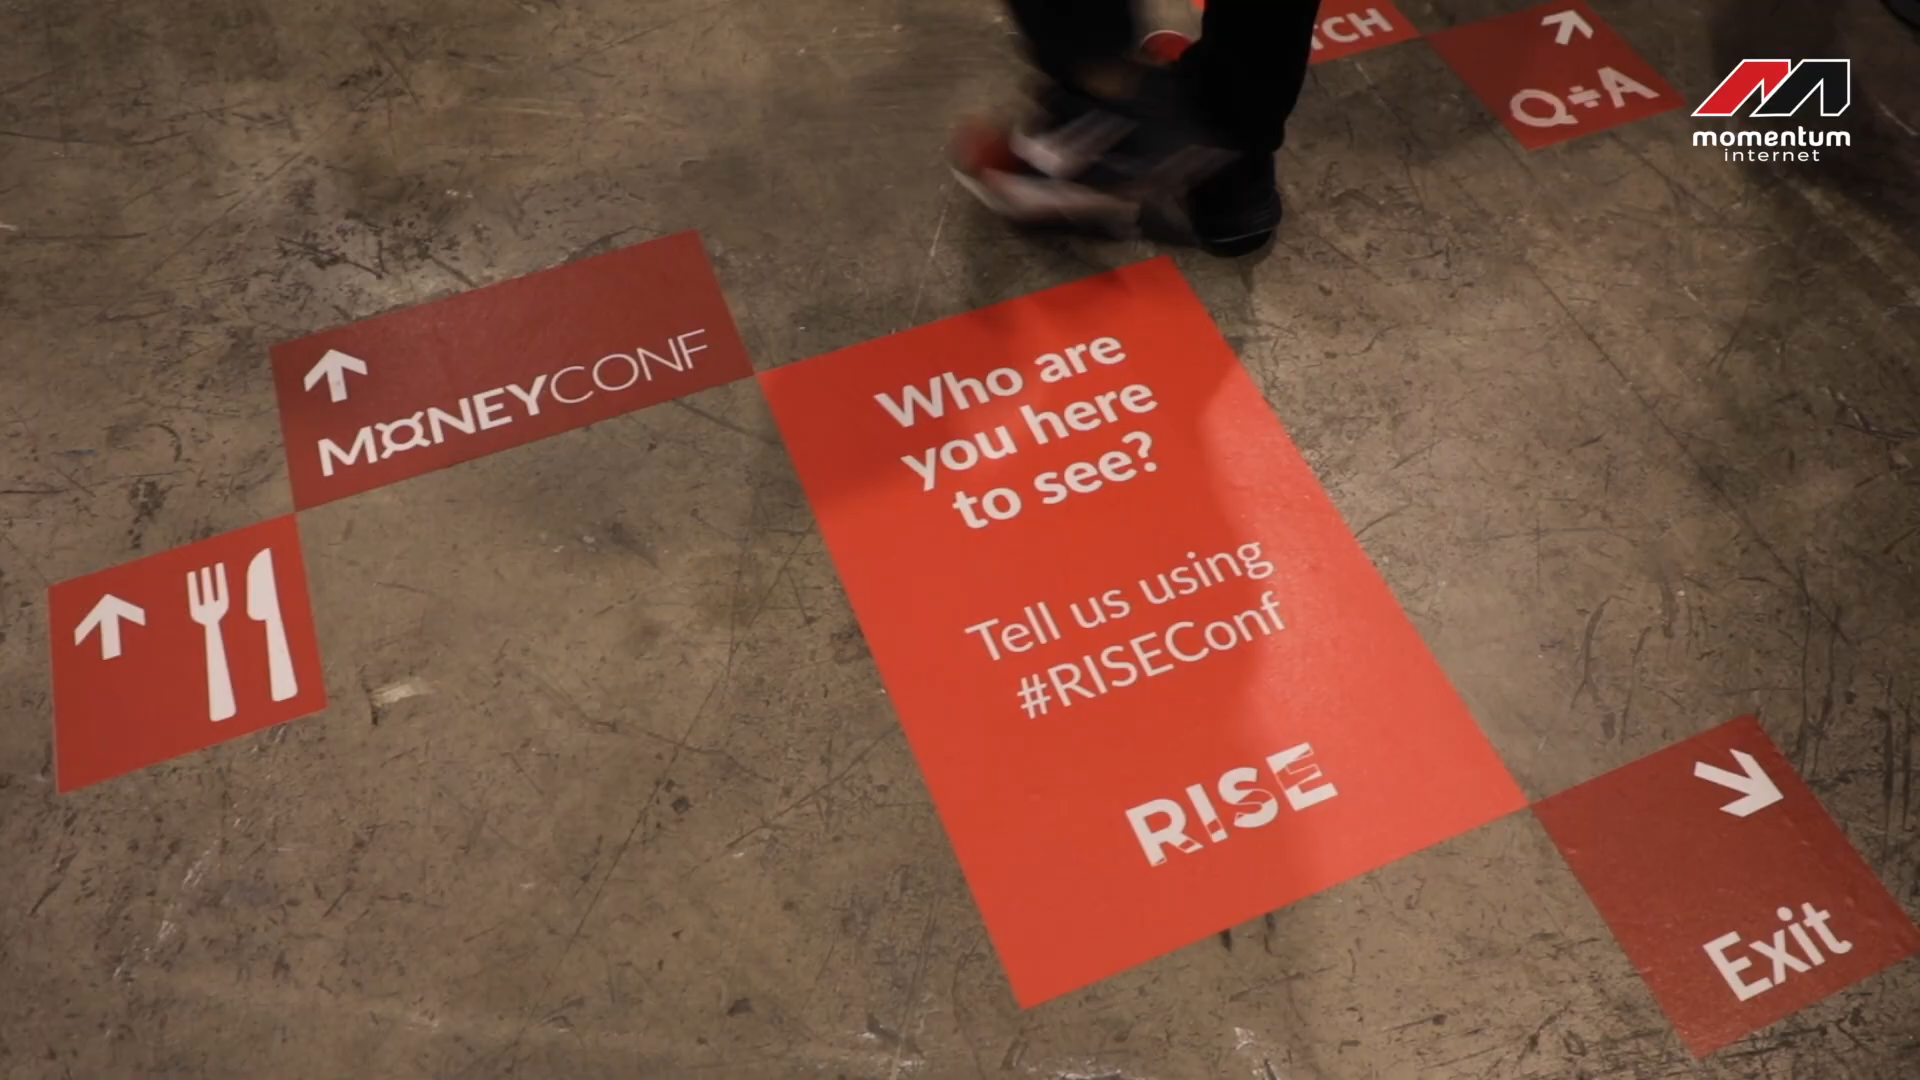 Q+A
momentum
internet
MONEYCONF
Who are
you here
to see?
Tell us using
#RISEConf
RISE
Exit